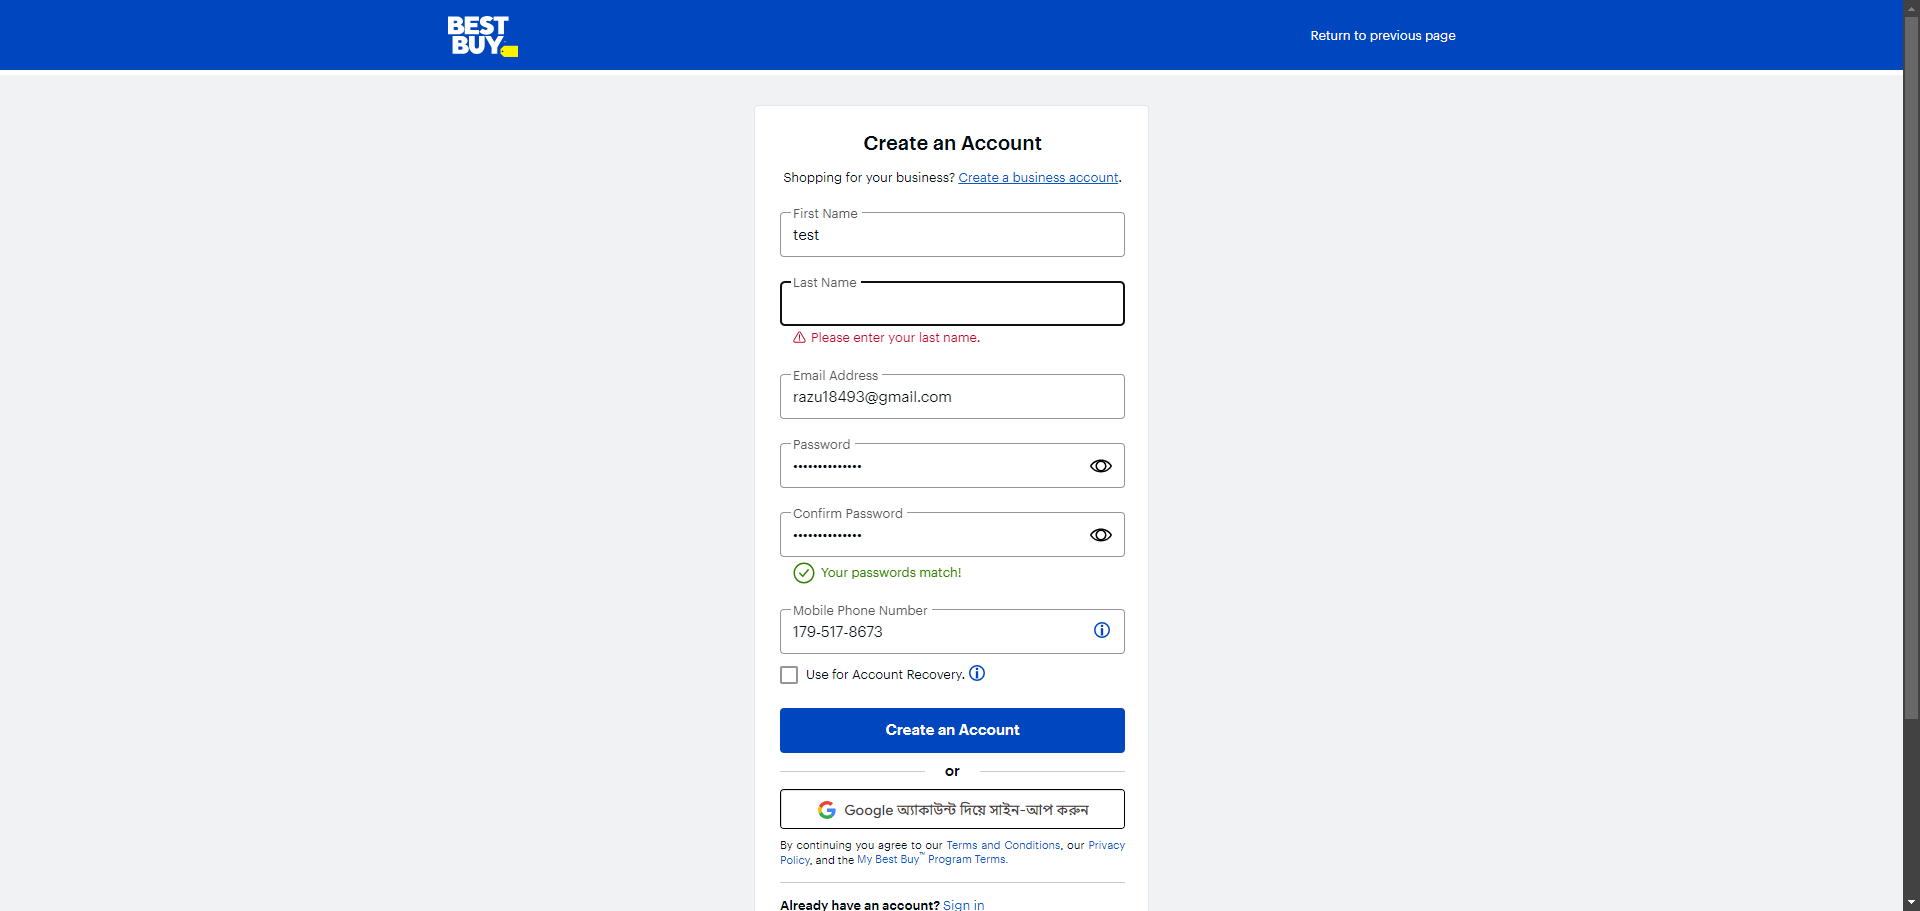 BEST
BUY
Return to previous page
Create an Account
Shopping for your business? Create a business account.
First Name
test
Last Name
Please enter your last name.
Email Address
razu18493@gmail.com
Password
••••••••••••••
Confirm Password
••••••••••••••
Your passwords match!
Mobile Phone Number
179-517-8673
Use for Account Recovery.
Create an Account
or
Google অ্যাকাউন্ট দিয়ে সাইন-আপ করুন
By continuing you agree to our Terms and Conditions, our Privacy
Policy, and the My Best Buy™ Program Terms.
Already have an account? Sign in